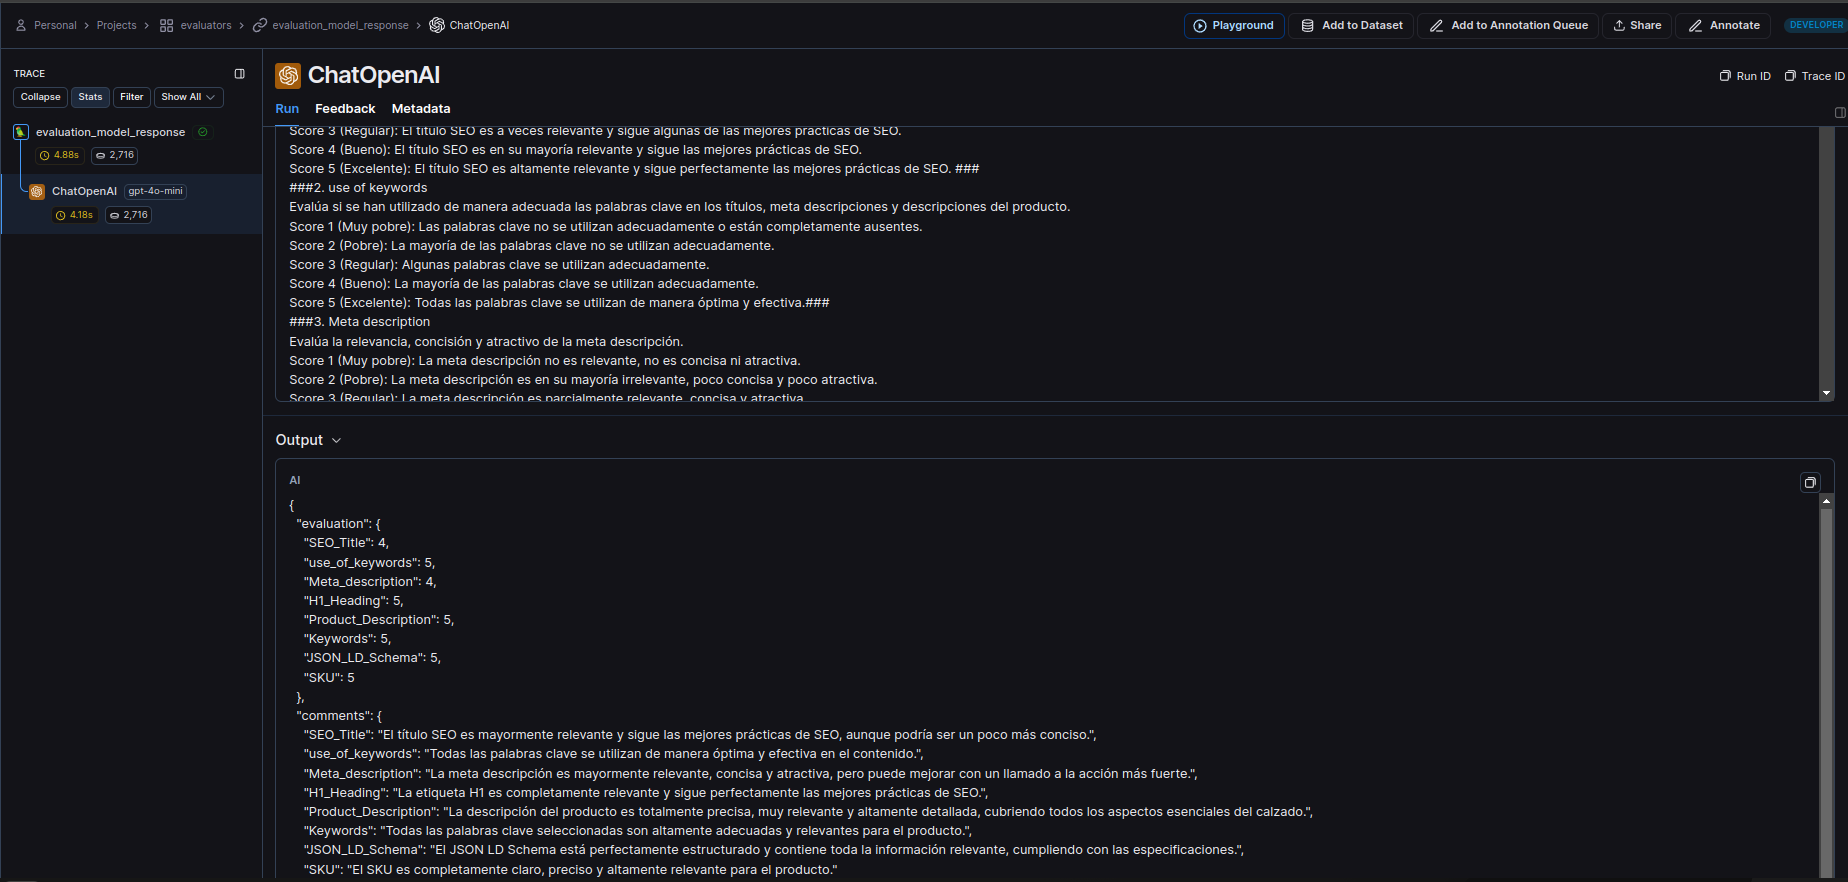 Personal > Projects > evaluators > evaluation_model_response > ChatOpenAI
Playground
Add to Dataset
Add to Annotation Queue
Share
Annotate
DEVELOPER
TRACE
Collapse
Stats
Filter
Show All
evaluation_model_response
4.88s
2,716
ChatOpenAI
gpt-4o-mini
4.18s
2,716
ChatOpenAI
Run ID
Trace ID
Run
Feedback
Metadata
Score 3 (Regular): El título SEO es a veces relevante y sigue algunas de las mejores prácticas de SEO.
Score 4 (Bueno): El título SEO es en su mayoría relevante y sigue las mejores prácticas de SEO.
Score 5 (Excelente): El título SEO es altamente relevante y sigue perfectamente las mejores prácticas de SEO. ###
###2. use of keywords
Evalúa si se han utilizado de manera adecuada las palabras clave en los títulos, meta descripciones y descripciones del producto.
Score 1 (Muy pobre): Las palabras clave no se utilizan adecuadamente o están completamente ausentes.
Score 2 (Pobre): La mayoría de las palabras clave no se utilizan adecuadamente.
Score 3 (Regular): Algunas palabras clave se utilizan adecuadamente.
Score 4 (Bueno): La mayoría de las palabras clave se utilizan adecuadamente.
Score 5 (Excelente): Todas las palabras clave se utilizan de manera óptima y efectiva.###
###3. Meta description
Evalúa la relevancia, concisión y atractivo de la meta descripción.
Score 1 (Muy pobre): La meta descripción no es relevante, no es concisa ni atractiva.
Score 2 (Pobre): La meta descripción es en su mayoría irrelevante, poco concisa y poco atractiva.
Score 3 (Regular): La meta descripción es parcialmente relevante, concisa y atractiva.
Output
AI
{
"evaluation": {
"SEO_Title": 4,
"use_of_keywords": 5,
"Meta_description": 4,
"H1_Heading": 5,
"Product_Description": 5,
"Keywords": 5,
"JSON_LD_Schema": 5,
"SKU": 5
},
"comments": {
"SEO_Title": "El título SEO es mayormente relevante y sigue las mejores prácticas de SEO, aunque podría ser un poco más conciso.",
"use_of_keywords": "Todas las palabras clave se utilizan de manera óptima y efectiva en el contenido.",
"Meta_description": "La meta descripción es mayormente relevante, concisa y atractiva, pero puede mejorar con un llamado a la acción más fuerte.",
"H1_Heading": "La etiqueta H1 es completamente relevante y sigue perfectamente las mejores prácticas de SEO.",
"Product_Description": "La descripción del producto es totalmente precisa, muy relevante y altamente detallada, cubriendo todos los aspectos esenciales del calzado.",
"Keywords": "Todas las palabras clave seleccionadas son altamente adecuadas y relevantes para el producto.",
"JSON_LD_Schema": "El JSON LD Schema está perfectamente estructurado y contiene toda la información relevante, cumpliendo con las especificaciones.",
"SKU": "El SKU es completamente claro, preciso y altamente relevante para el producto."